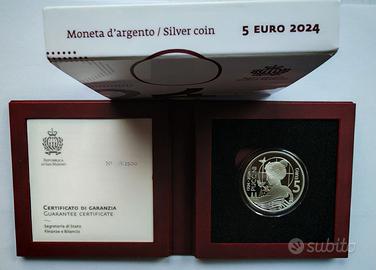 Moneta d'argento / Silver coin
5 EURO 2024
REPUBBLICA
DI SAN MARINO
CERTIFICATO DI GARANZIA
GUARANTEE CERTIFICATE
Segreteria di Stato
Finanze e Bilancio
5
subito